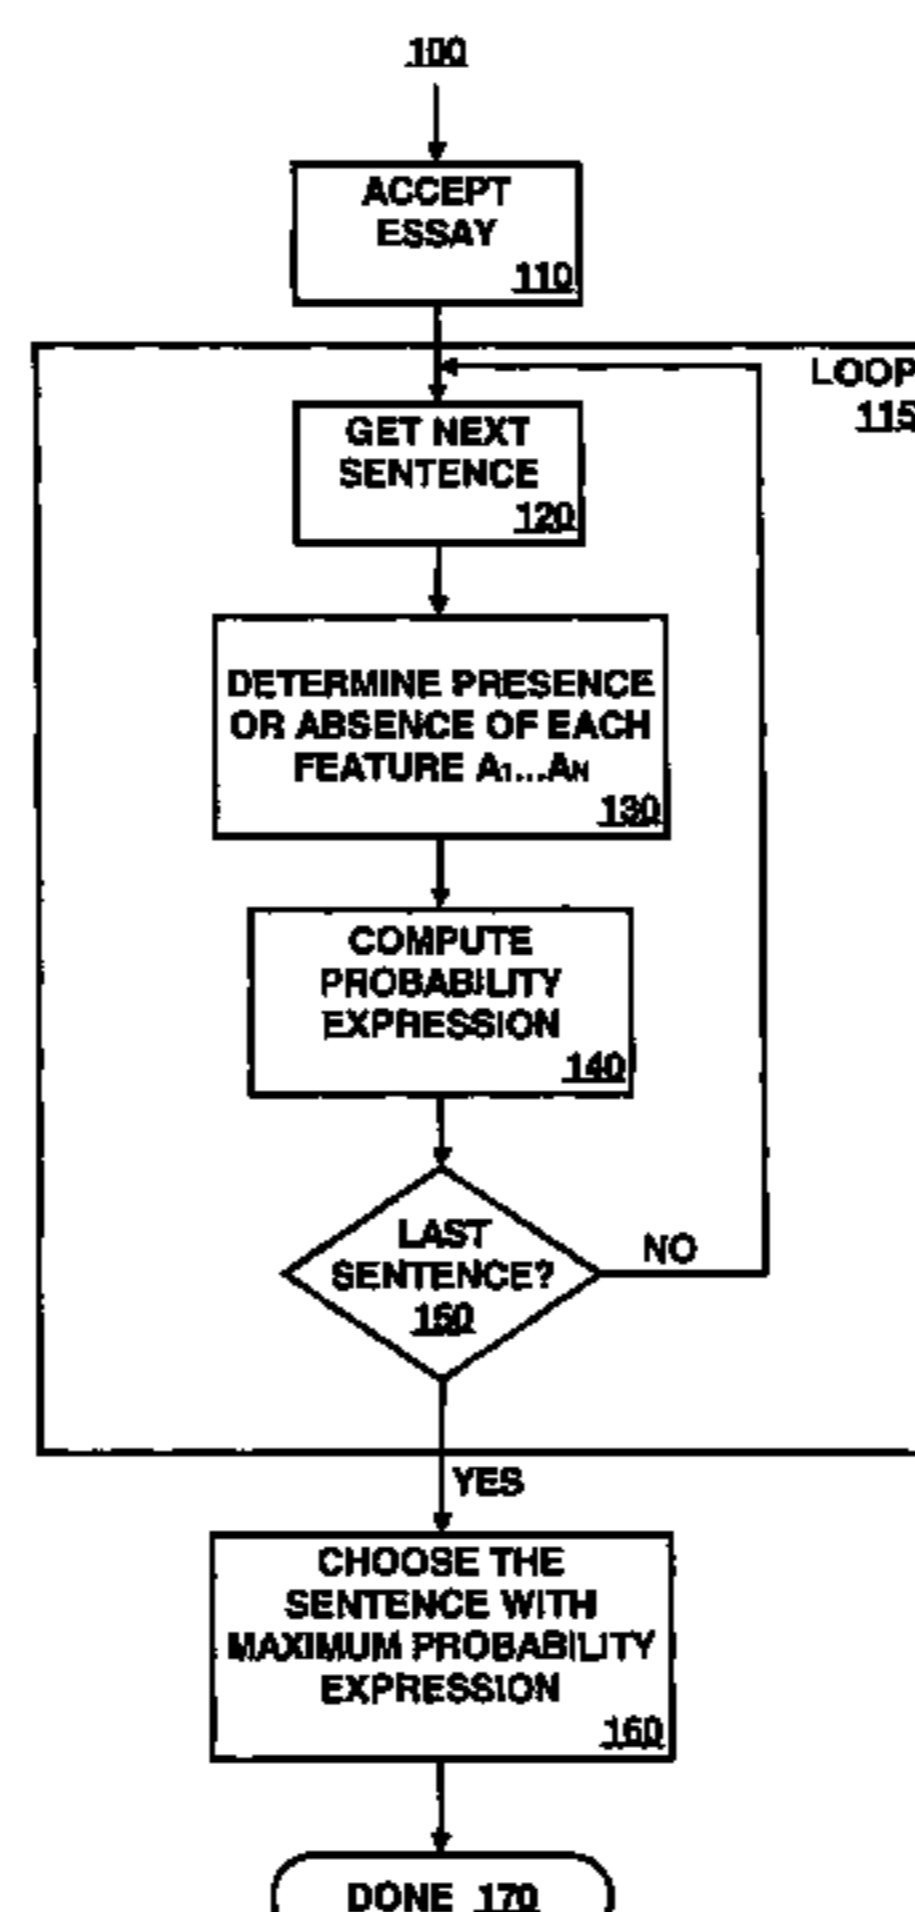 100
ACCEPT
ESSAY
110
LOOP
115
GET NEXT
SENTENCE
120
DETERMINE PRESENCE
OR ABSENCE OF EACH
FEATURE A1...AN
130
COMPUTE
PROBABILITY
EXPRESSION
140
LAST
SENTENCE?
150
NO
YES
CHOOSE THE
SENTENCE WITH
MAXIMUM PROBABILITY
EXPRESSION
160
DONE 170